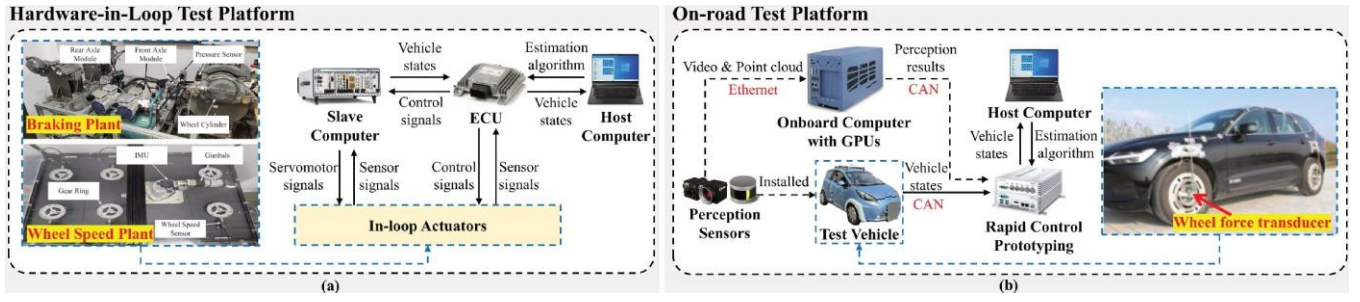 Hardware-in-Loop Test Platform
Rear Axle
Module
Front Axle
Module
Pressure Sensor
Wheel Cylinder
Braking Plant
IMU
Gimbals
Gear Ring
Wheel Speed
Sensor
Wheel Speed Plant
Vehicle
states
Control
signals
Slave
Computer
ECU
Estimation
algorithm
Vehicle
states
Host
Computer
Servomotor
signals
Sensor
signals
Control
signals
Sensor
signals
In-loop Actuators
(a)
On-road Test Platform
Video & Point cloud
Ethernet
Perception
results
CAN
Onboard Computer
with GPUs
Host Computer
Vehicle
states
Estimation
algorithm
Installed
Perception
Sensors
Test Vehicle
Vehicle
states
CAN
Rapid Control
Prototyping
Wheel force transducer
(b)